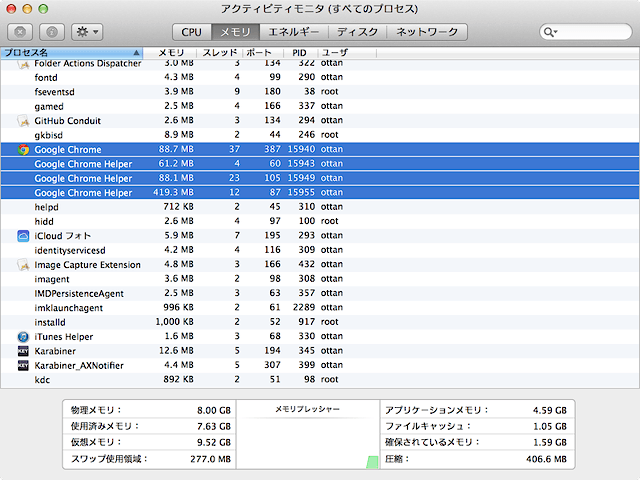 アクティビティモニタ (すべてのプロセス)
CPU メモリ エネルギー ディスク ネットワーク
プロセス名 メモリ スレッド ポート PID ユーザ
Folder Actions Dispatcher 3.0 MB 3 134 322 ottan
fontd 4.3 MB 4 99 290 ottan
fseventsd 3.9 MB 9 180 38 root
gamed 2.5 MB 4 166 337 ottan
GitHub Conduit 2.6 MB 3 134 294 ottan
gkbisd 8.9 MB 2 44 246 root
Google Chrome 88.7 MB 37 387 15940 ottan
Google Chrome Helper 61.2 MB 4 60 15943 ottan
Google Chrome Helper 88.1 MB 23 105 15949 ottan
Google Chrome Helper 419.3 MB 12 87 15955 ottan
helpd 712 KB 2 45 310 ottan
hidd 2.6 MB 4 97 100 root
iCloud フォト 5.9 MB 7 195 293 ottan
identityservicesd 4.2 MB 4 116 309 ottan
Image Capture Extension 4.8 MB 3 166 432 ottan
imagent 3.6 MB 2 98 308 ottan
IMDPersistenceAgent 2.5 MB 3 63 357 ottan
imklaunchagent 996 KB 2 61 2289 ottan
installd 1,000 KB 2 52 917 root
iTunes Helper 1.6 MB 3 68 330 ottan
KEY Karabiner 12.6 MB 5 194 345 ottan
KEY Karabiner_AXNotifier 4.4 MB 5 307 399 ottan
kdc 892 KB 2 51 98 root
物理メモリ： 8.00 GB
使用済みメモリ： 7.63 GB
仮想メモリ： 9.52 GB
スワップ使用領域： 277.0 MB
メモリプレッシャー
アプリケーションメモリ： 4.59 GB
ファイルキャッシュ： 1.05 GB
確保されているメモリ： 1.59 GB
圧縮： 406.6 MB